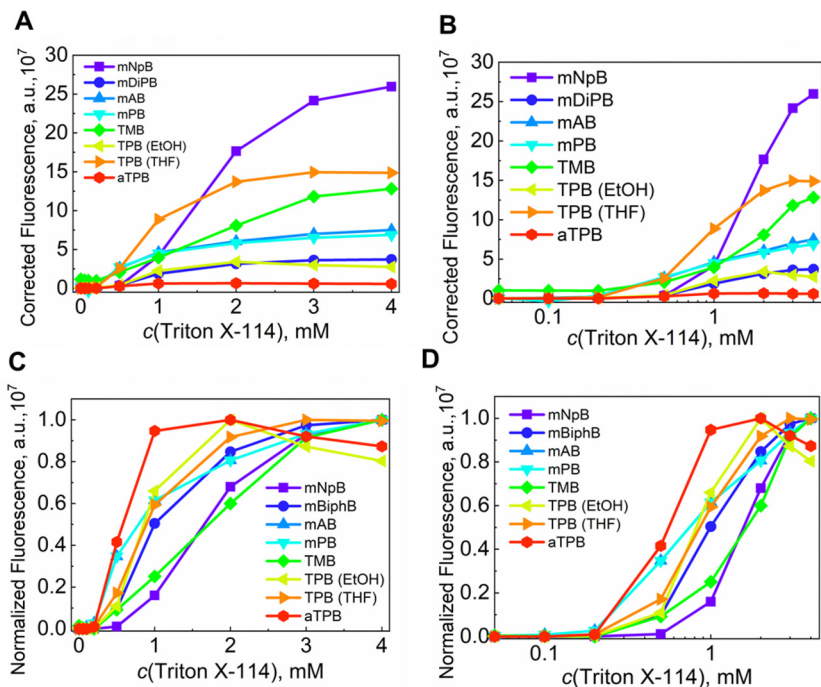 A
Corrected Fluorescence, a.u.,10⁷
30
25
20
15
10
5
0
mNpB
mDiPB
mAB
mPB
TMB
TPB (EtOH)
TPB (THF)
aTPB
0 1 2 3 4
c(Triton X-114), mM
B
Corrected Fluorescence, a.u.,10⁷
30
25
20
15
10
5
0
mNpB
mDiPB
mAB
mPB
TMB
TPB (EtOH)
TPB (THF)
aTPB
0.1 1
c(Triton X-114), mM
C
Normalized Fluorescence, a.u.,10⁷
1.0
0.8
0.6
0.4
0.2
0.0
mNpB
mBiphB
mAB
mPB
TMB
TPB (EtOH)
TPB (THF)
aTPB
0 1 2 3 4
c(Triton X-114), mM
D
Normalized Fluorescence, a.u.,10⁷
1.0
0.8
0.6
0.4
0.2
0.0
mNpB
mBiphB
mAB
mPB
TMB
TPB (EtOH)
TPB (THF)
aTPB
0.1 1
c(Triton X-114), mM